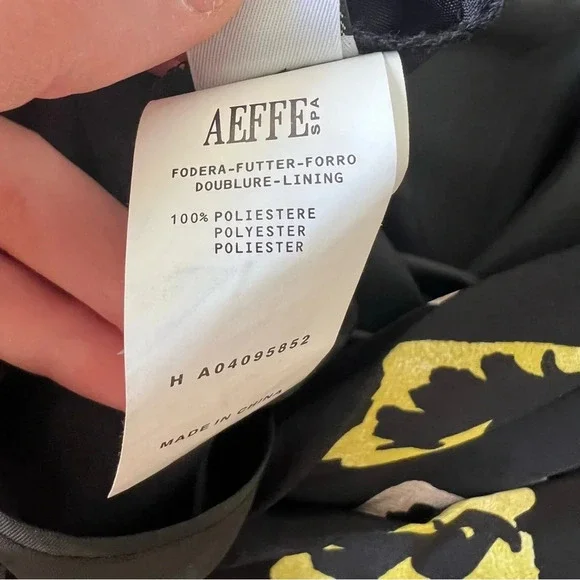 AEFFE SPA
FODERA-FUTTER-FORRO
DOUBLURE-LINING
100% POLIESTERE
POLYESTER
POLIESTER
H A04095852
MADE IN CHINA